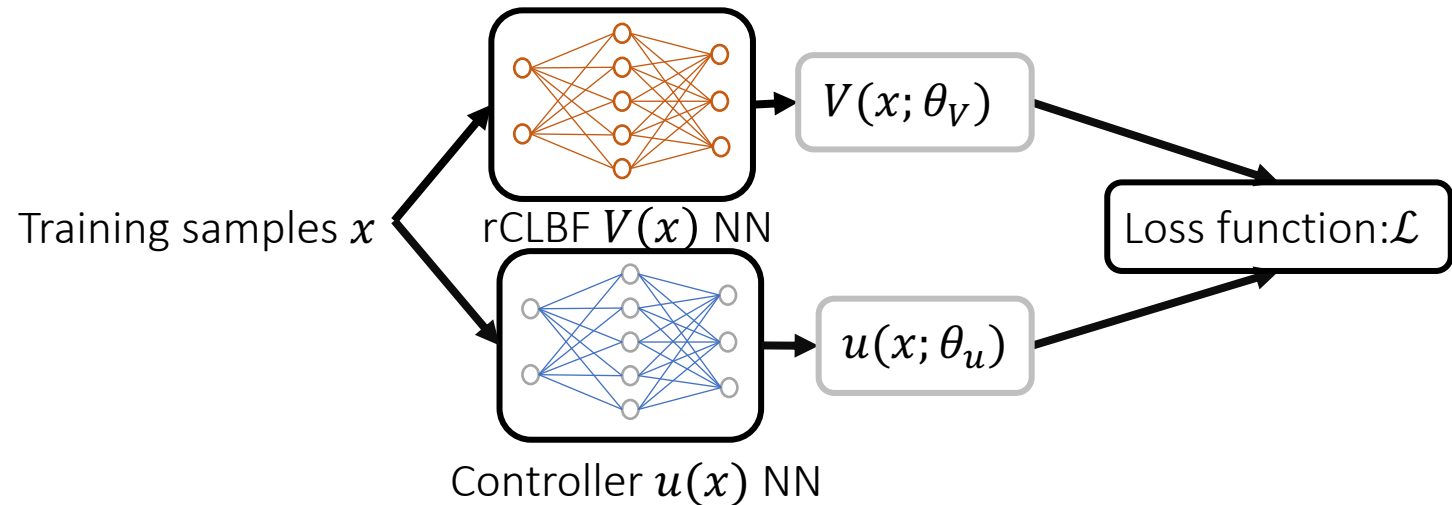 Training samples x
rCLBF V(x) NN
V(x; θ_V)
Controller u(x) NN
u(x; θ_u)
Loss function:ℒ